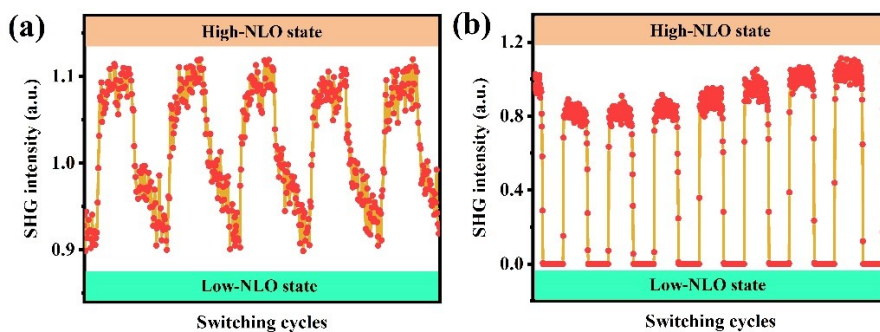 (a)
High-NLO state
1.1
1.0
0.9
SHG intensity (a.u.)
Low-NLO state
Switching cycles
(b)
High-NLO state
1.2
0.8
0.4
0.0
SHG intensity (a.u.)
Low-NLO state
Switching cycles